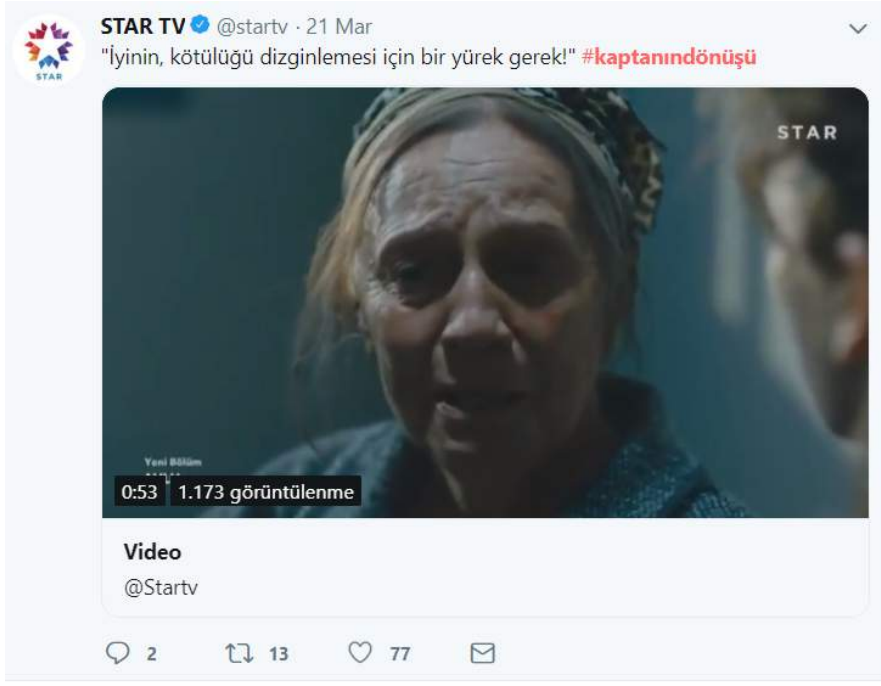 STAR TV @startv · 21 Mar
"İyinin, kötülüğü dizginlemesi için bir yürek gerek!" #kaptanındönüşü
STAR
STAR
Yeni Bölüm
0:53 1.173 görüntülenme
Video
@Startv
2 13 77